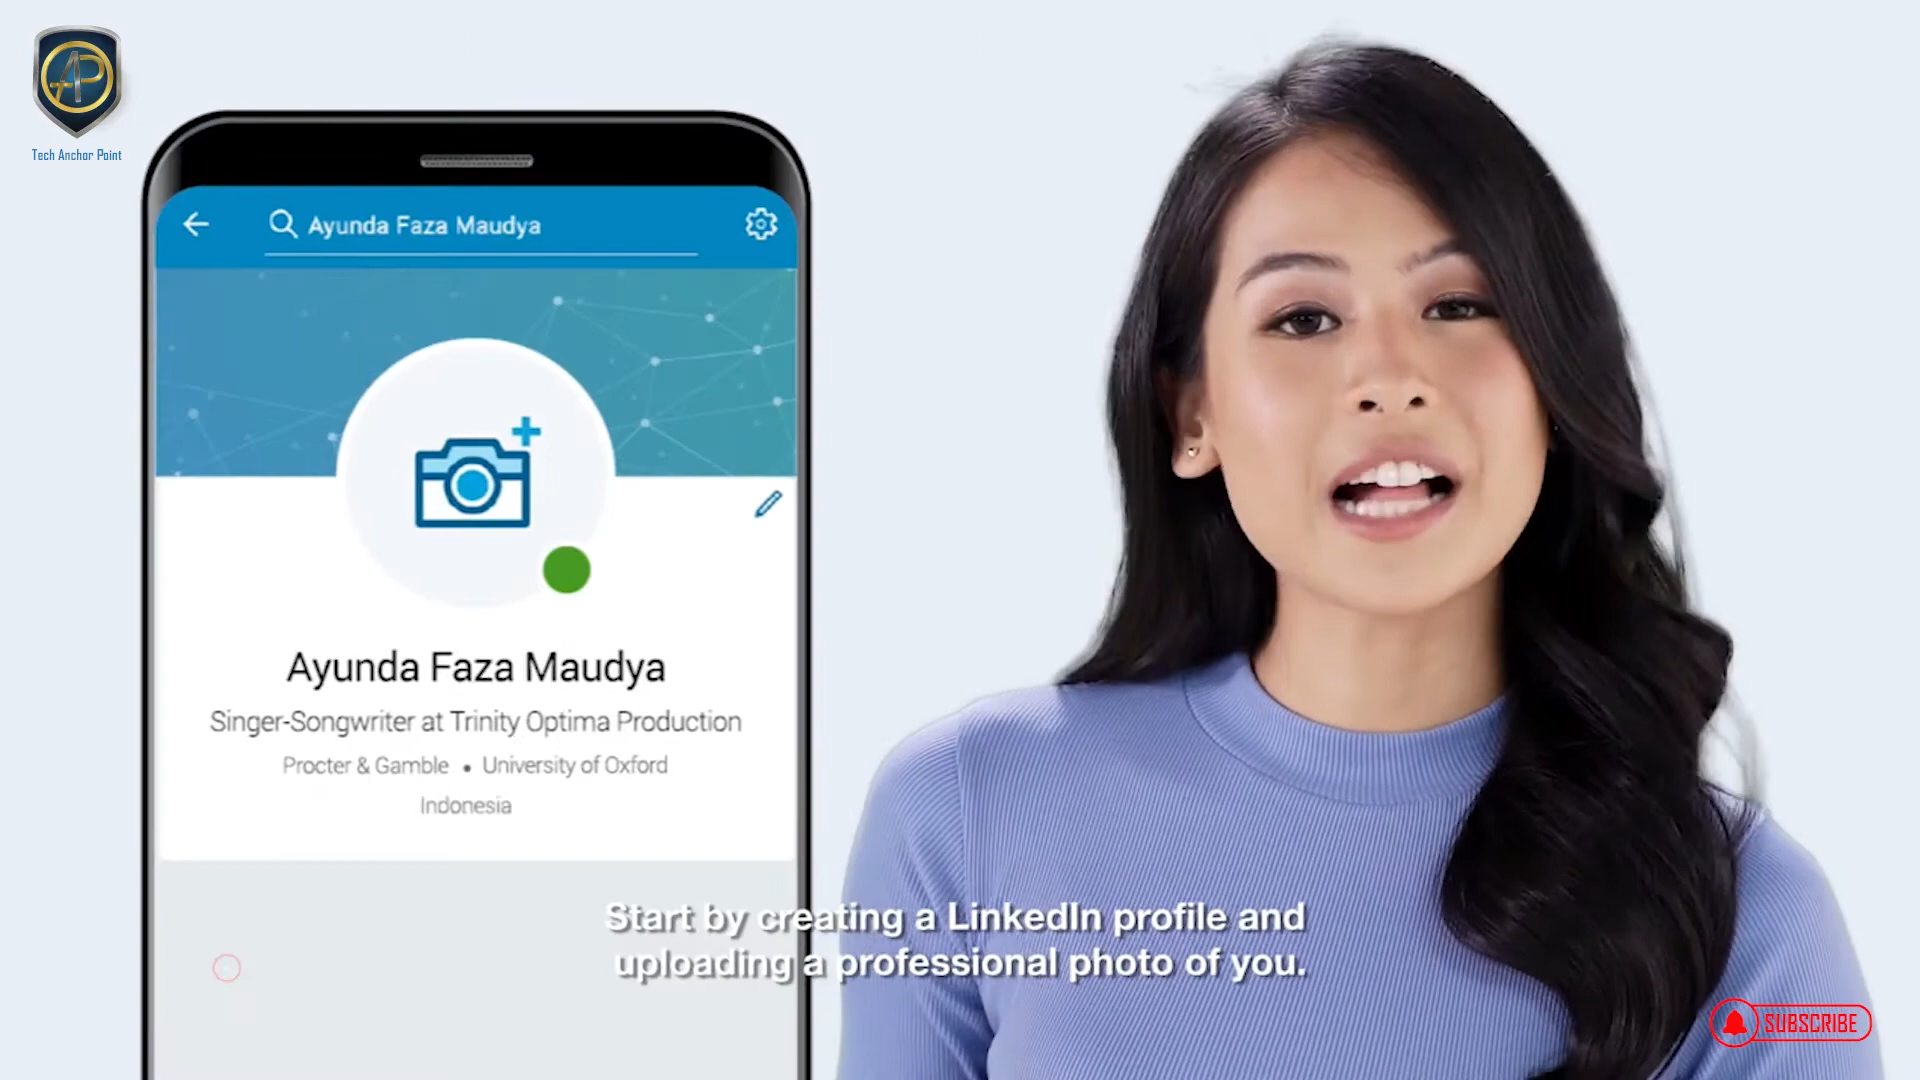 AP
Tech Anchor Point
Ayunda Faza Maudya
Ayunda Faza Maudya
Singer-Songwriter at Trinity Optima Production
Procter & Gamble • University of Oxford
Indonesia
Start by creating a LinkedIn profile and
uploading a professional photo of you.
SUBSCRIBE